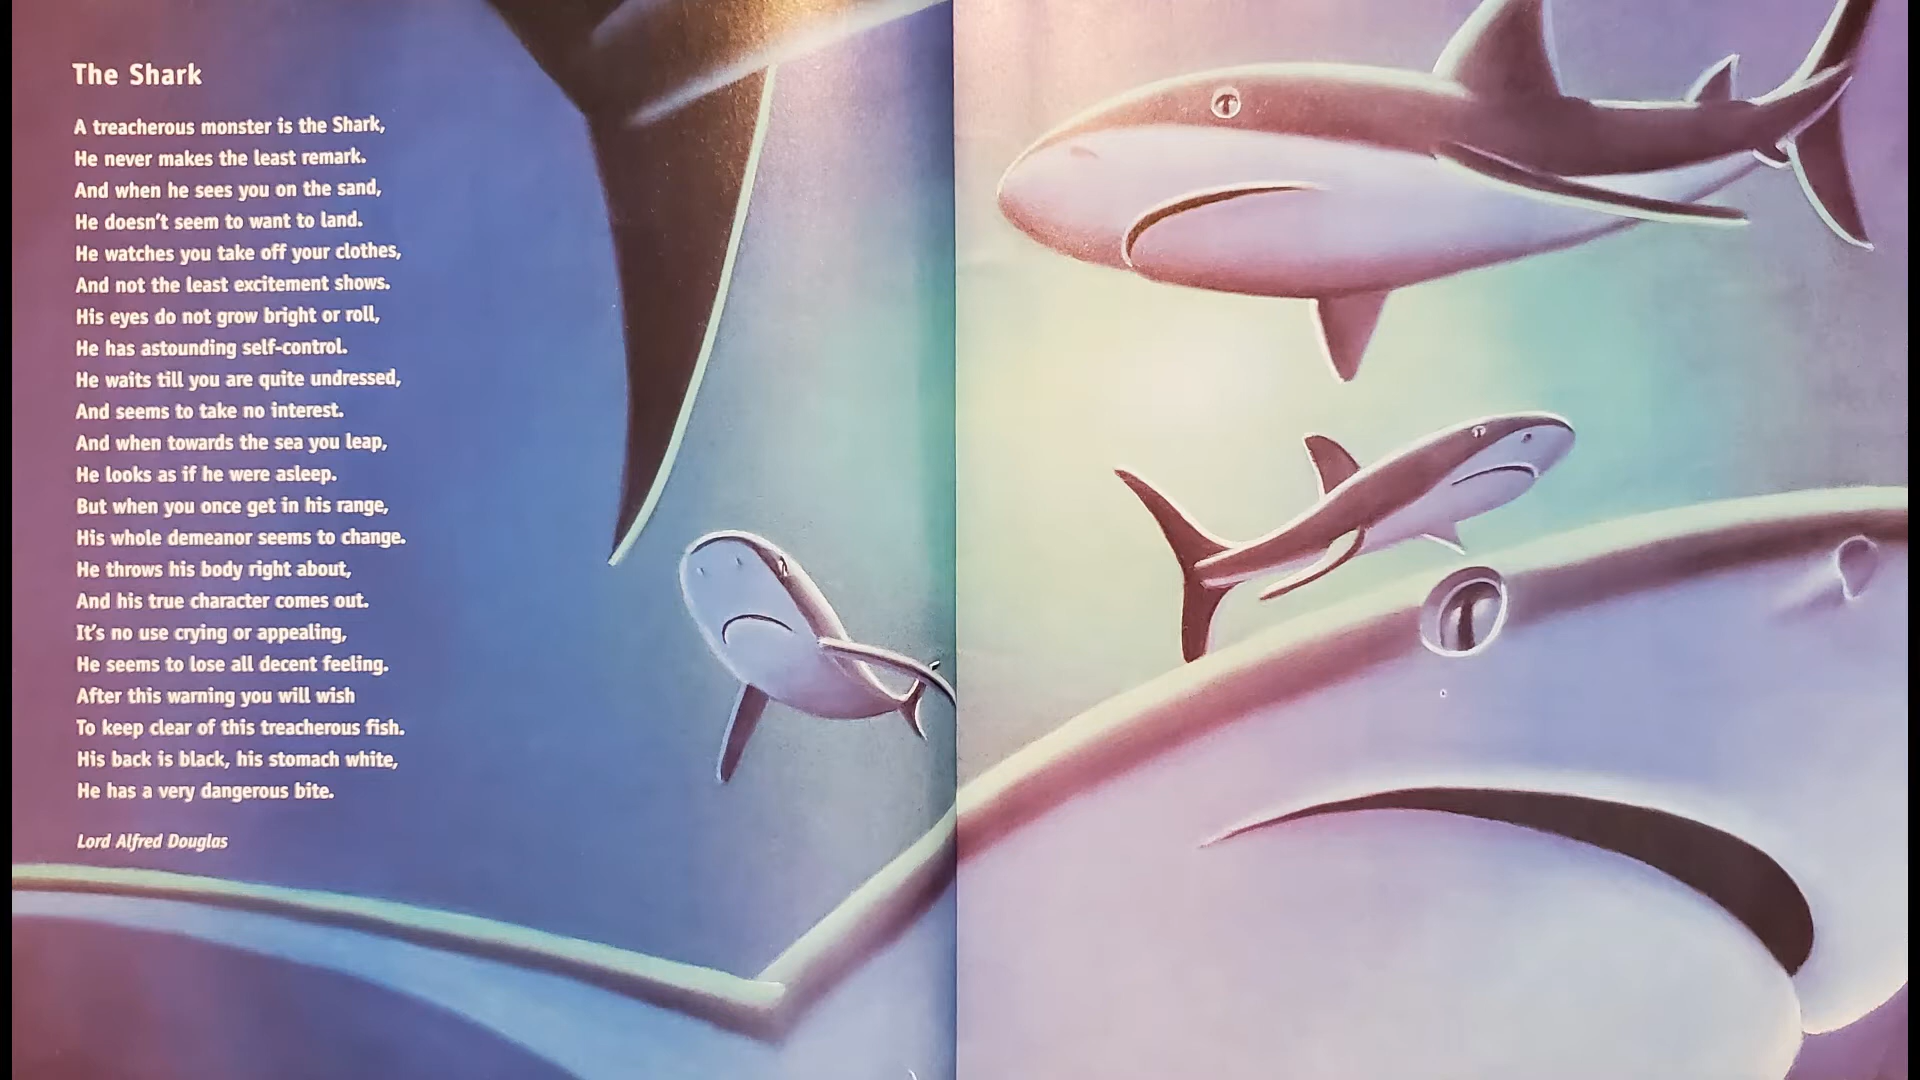 The Shark
A treacherous monster is the Shark,
He never makes the least remark.
And when he sees you on the sand,
He doesn't seem to want to land.
He watches you take off your clothes,
And not the least excitement shows.
His eyes do not grow bright or roll,
He has astounding self-control.
He waits till you are quite undressed,
And seems to take no interest.
And when towards the sea you leap,
He looks as if he were asleep.
But when you once get in his range,
His whole demeanor seems to change.
He throws his body right about,
And his true character comes out.
It's no use crying or appealing,
He seems to lose all decent feeling.
After this warning you will wish
To keep clear of this treacherous fish.
His back is black, his stomach white,
He has a very dangerous bite.
Lord Alfred Douglas